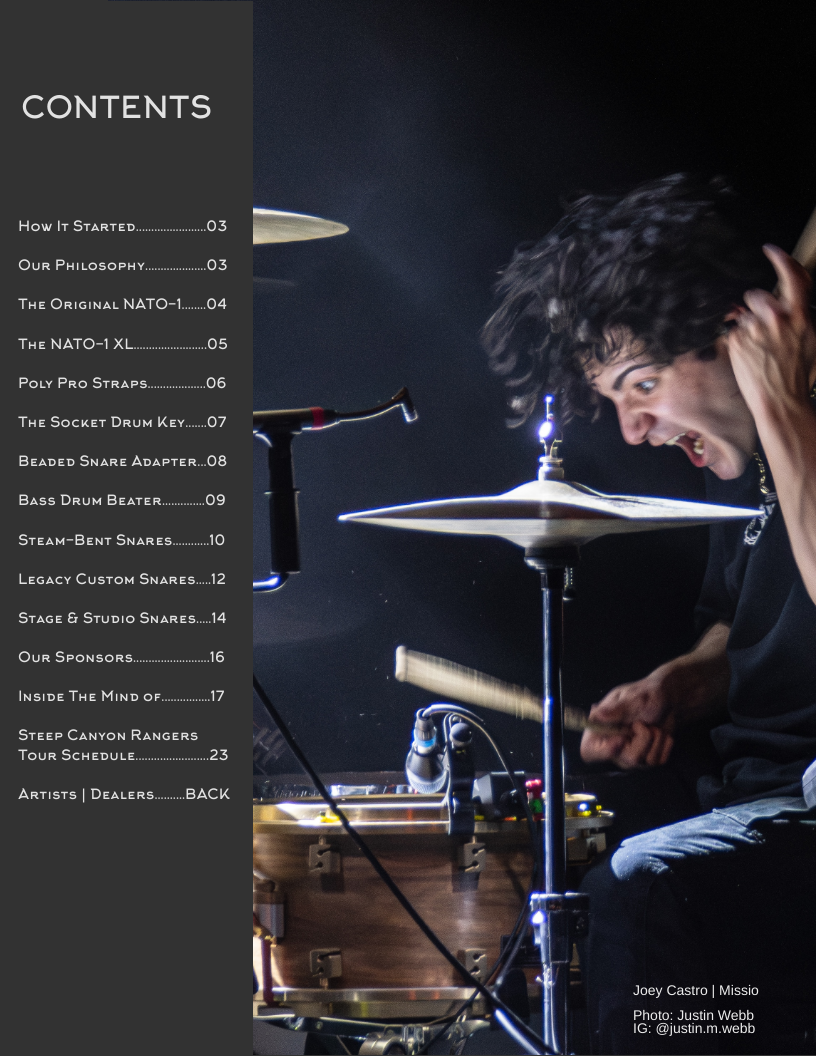 CONTENTS
How It Started.......................03
Our Philosophy....................03
The Original NATO-1........04
The NATO-1 XL........................05
Poly Pro Straps...................06
The Socket Drum Key.......07
Beaded Snare Adapter...08
Bass Drum Beater..............09
Steam-Bent Snares............10
Legacy Custom Snares.....12
Stage & Studio Snares.....14
Our Sponsors.........................16
Inside The Mind of................17
Steep Canyon Rangers
Tour Schedule........................23
Artists | Dealers..........BACK
Joey Castro | Missio
Photo: Justin Webb
IG: @justin.m.webb